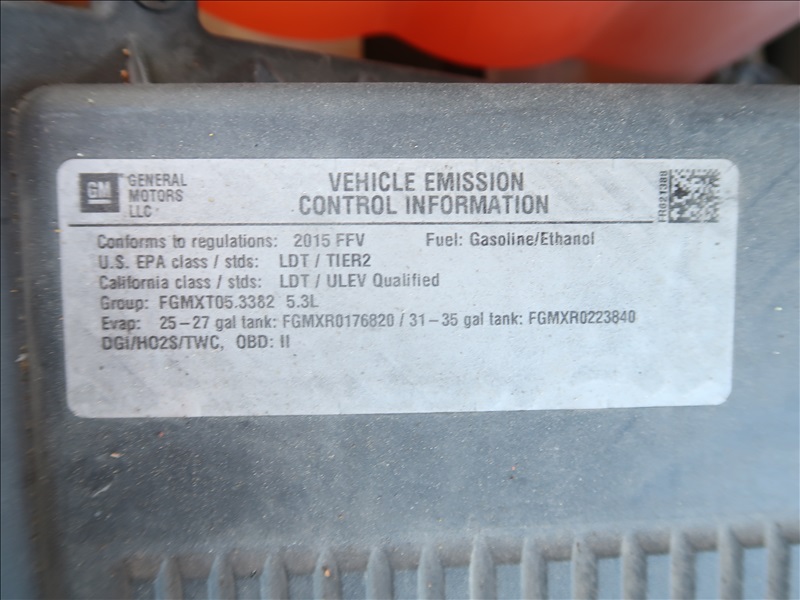 GM
GENERAL
MOTORS
LLC
VEHICLE EMISSION
CONTROL INFORMATION
Conforms to regulations: 2015 FFV Fuel: Gasoline/Ethanol
U.S. EPA class / stds: LDT / TIER2
California class / stds: LDT / ULEV Qualified
Group: FGMXT05.3382 5.3L
Evap: 25-27 gal tank: FGMXR0176820 / 31-35 gal tank: FGMXR0223840
DGI/HO2S/TWC, OBD: II